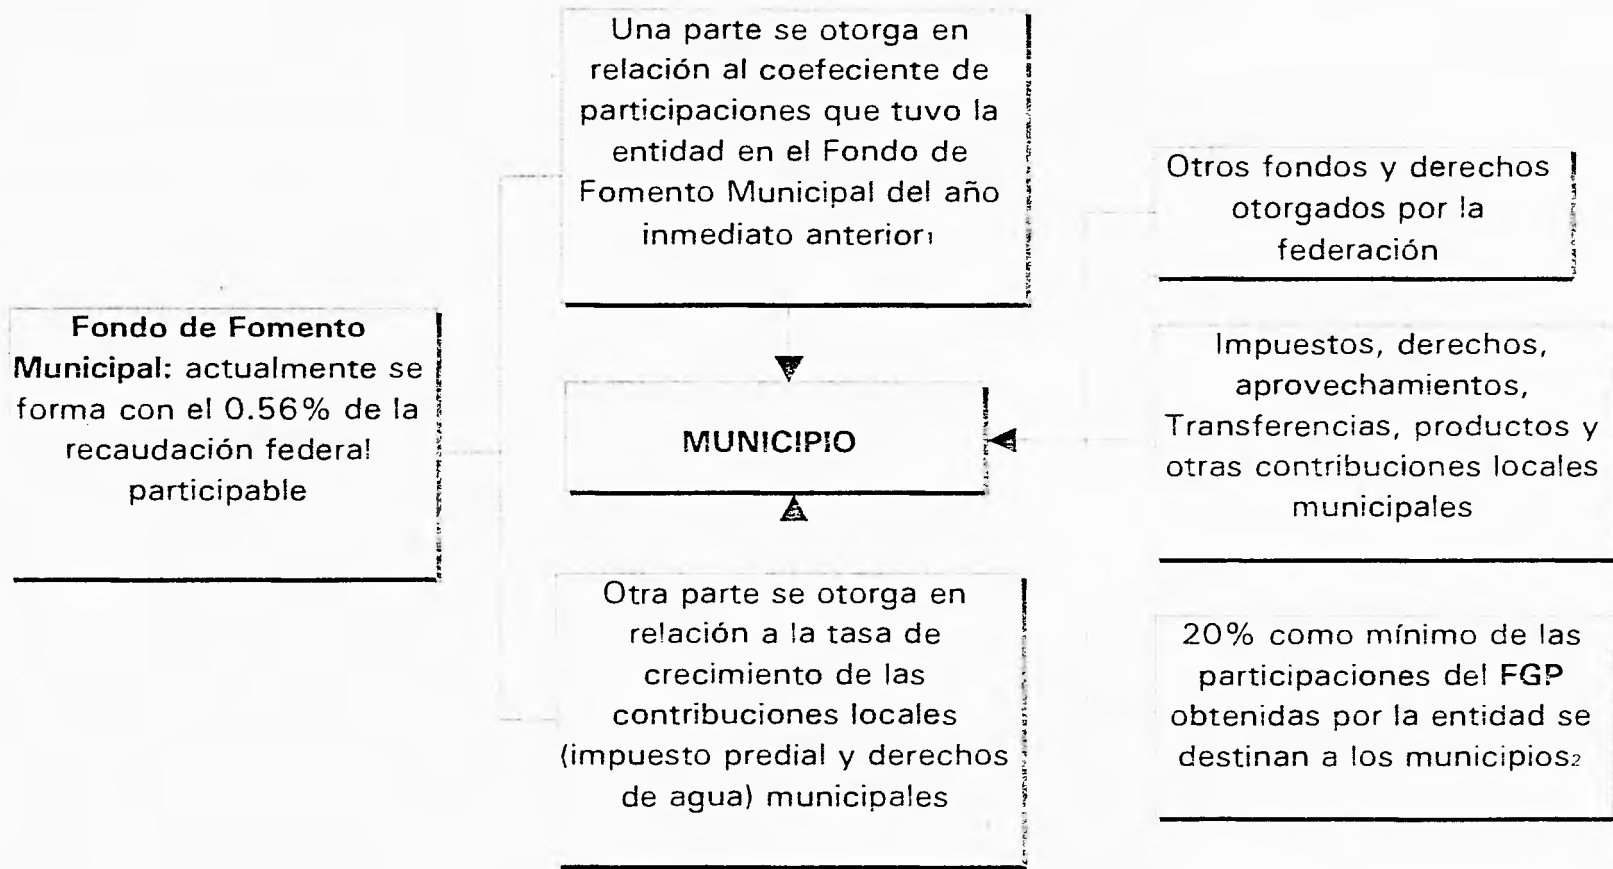 Una parte se otorga en
relación al coefeciente de
participaciones que tuvo la
entidad en el Fondo de
Fomento Municipal del año
inmediato anterior1
Otros fondos y derechos
otorgados por la
federación
Fondo de Fomento
Municipal: actualmente se
forma con el 0.56% de la
recaudación federal
participable
MUNICIPIO
Impuestos, derechos,
aprovechamientos,
Transferencias, productos y
otras contribuciones locales
municipales
Otra parte se otorga en
relación a la tasa de
crecimiento de las
contribuciones locales
(impuesto predial y derechos
de agua) municipales
20% como mínimo de las
participaciones del FGP
obtenidas por la entidad se
destinan a los municipios2